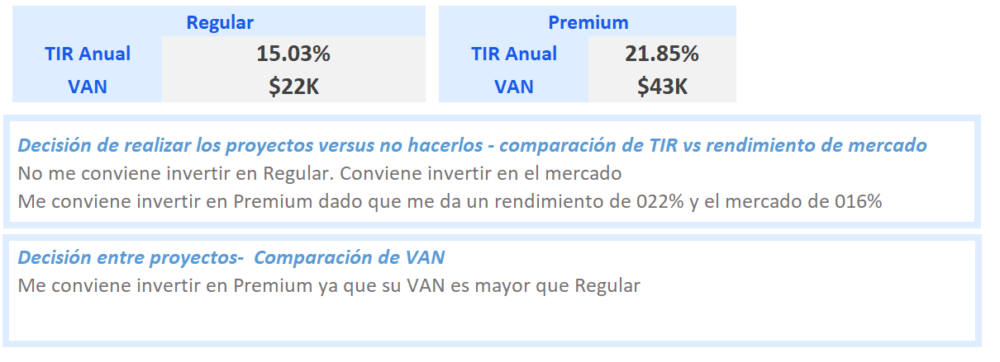 Regular
TIR Anual 15.03%
VAN $22K
Premium
TIR Anual 21.85%
VAN $43K
Decisión de realizar los proyectos versus no hacerlos - comparación de TIR vs rendimiento de mercado
No me conviene invertir en Regular. Conviene invertir en el mercado
Me conviene invertir en Premium dado que me da un rendimiento de 022% y el mercado de 016%
Decisión entre proyectos-  Comparación de VAN
Me conviene invertir en Premium ya que su VAN es mayor que Regular